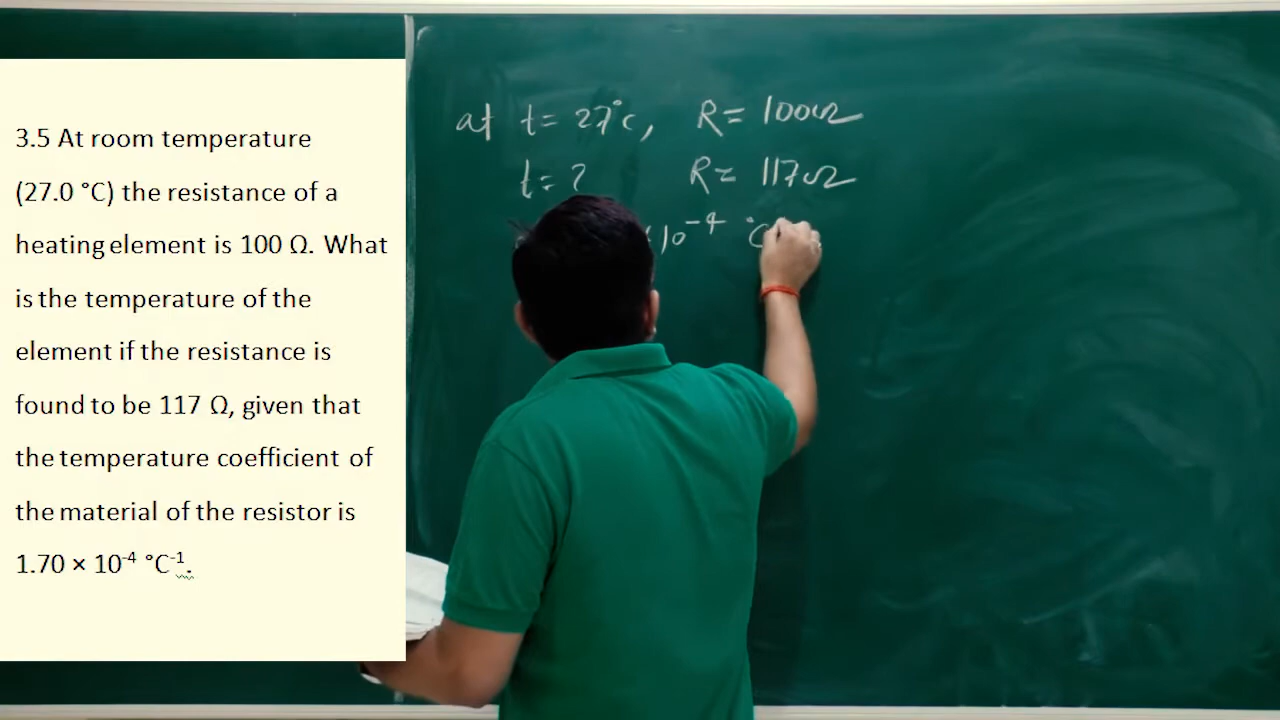 3.5 At room temperature
(27.0 °C) the resistance of a
heating element is 100 Ω. What
is the temperature of the
element if the resistance is
found to be 117 Ω, given that
the temperature coefficient of
the material of the resistor is
1.70 × 10⁻⁴ °C⁻¹.
at t = 27°C, R = 100Ω
t = ? R = 117Ω
10⁻⁴ °C